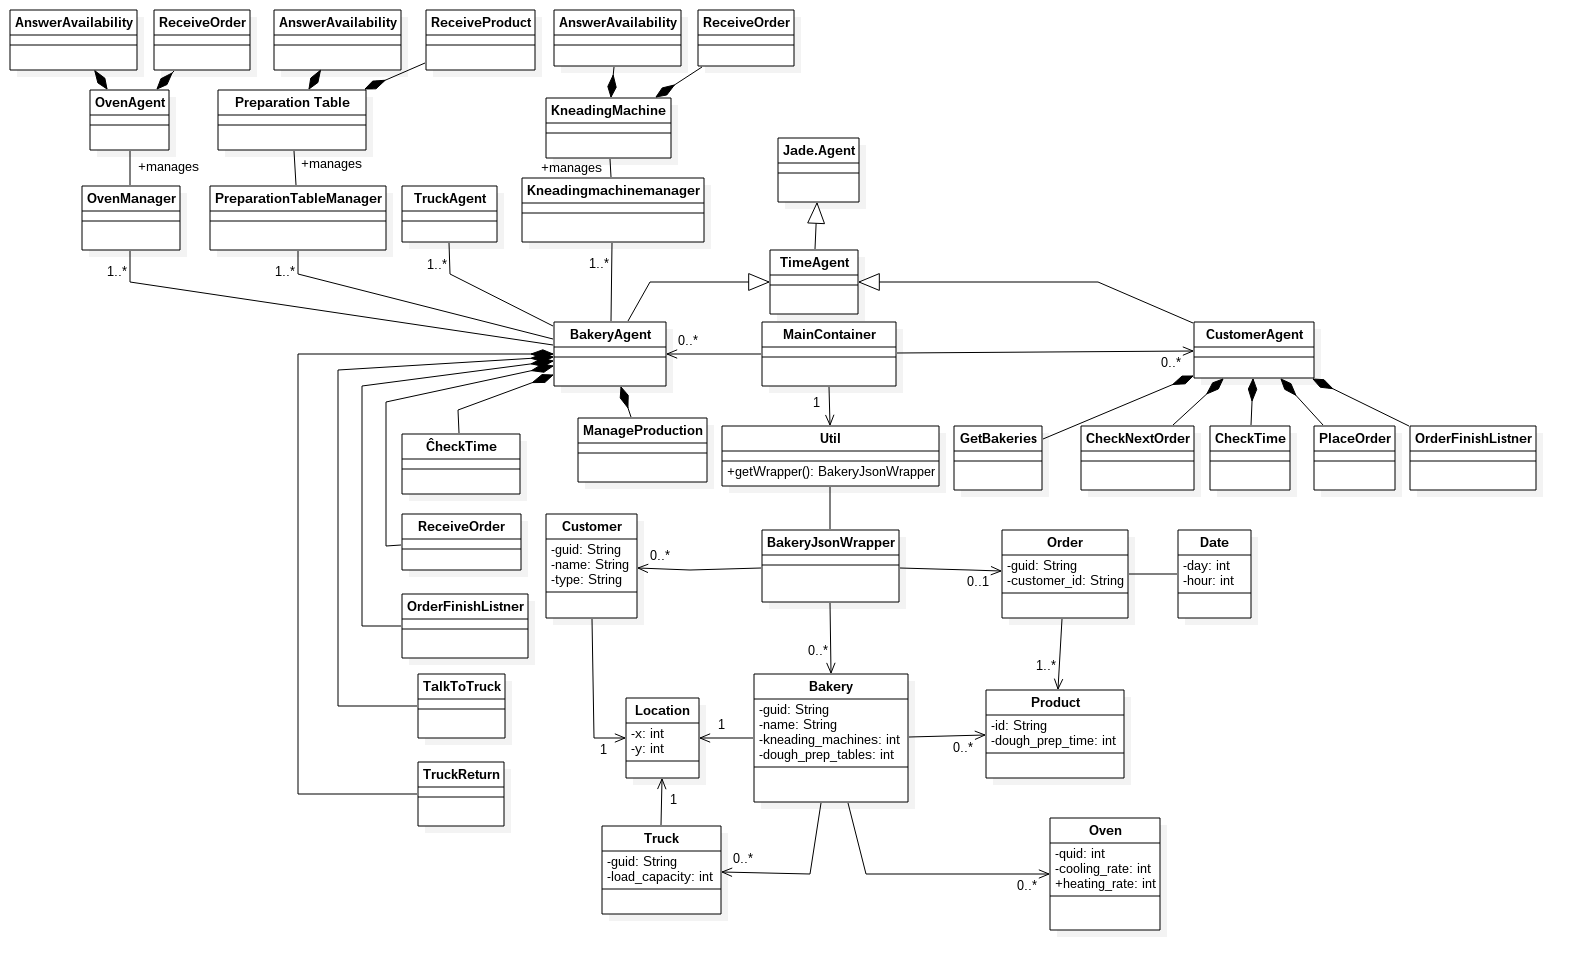 AnswerAvailability
ReceiveOrder
AnswerAvailability
ReceiveProduct
AnswerAvailability
ReceiveOrder
OvenAgent
Preparation Table
KneadingMachine
+manages
+manages
+manages
Jade.Agent
OvenManager
PreparationTableManager
TruckAgent
Kneadingmachinemanager
1..*
1..*
1..*
1..*
TimeAgent
BakeryAgent
0..*
MainContainer
0..*
CustomerAgent
1
ĈheckTime
ManageProduction
Util
+getWrapper(): BakeryJsonWrapper
GetBakeries
CheckNextOrder
CheckTime
PlaceOrder
OrderFinishListner
ReceiveOrder
Customer
-guid: String
-name: String
-type: String
0..*
BakeryJsonWrapper
0..1
Order
-guid: String
-customer_id: String
Date
-day: int
-hour: int
OrderFinishListner
0..*
1..*
TalkToTruck
Location
-x: int
-y: int
1
1
Bakery
-guid: String
-name: String
-kneading_machines: int
-dough_prep_tables: int
0..*
Product
-id: String
-dough_prep_time: int
TruckReturn
1
Truck
-guid: String
-load_capacity: int
0..*
0..*
Oven
-quid: int
-cooling_rate: int
+heating_rate: int